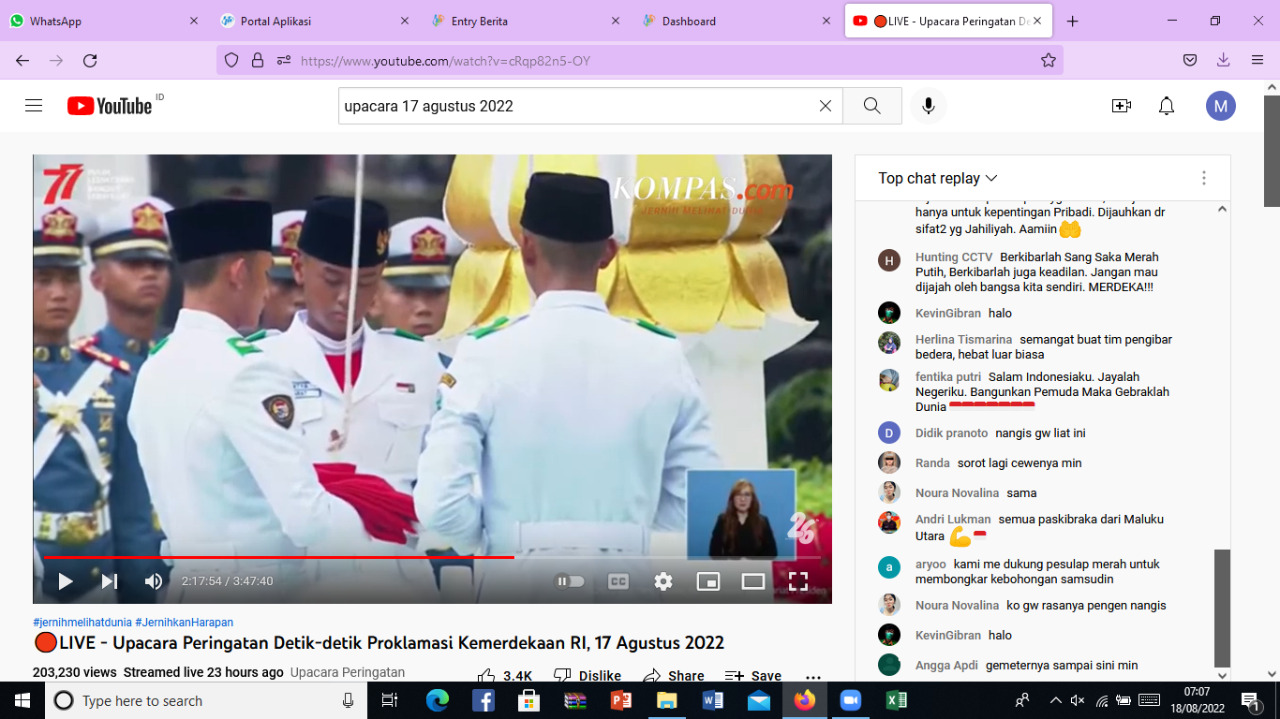 WhatsApp
Portal Aplikasi
Entry Berita
Dashboard
LIVE - Upacara Peringatan De
https://www.youtube.com/watch?v=cRqp82n5-OY
YouTube ID
upacara 17 agustus 2022
M
77
KOMPAS.com
JERNIH MELIHAT DUNIA
26
2:17:54 / 3:47:40
CC
#jernihmelihatdunia #JernihkanHarapan
LIVE - Upacara Peringatan Detik-detik Proklamasi Kemerdekaan RI, 17 Agustus 2022
203,230 views Streamed live 23 hours ago Upacara Peringatan
3.4K Dislike Share Save
Top chat replay
hanya untuk kepentingan Pribadi. Dijauhkan dr
sifat2 yg Jahiliyah. Aamiin
H Hunting CCTV Berkibarlah Sang Saka Merah
Putih, Berkibarlah juga keadilan. Jangan mau
dijajah oleh bangsa kita sendiri. MERDEKA!!!
KevinGibran halo
Herlina Tismarina semangat buat tim pengibar
bedera, hebat luar biasa
fentika putri Salam Indonesiaku. Jayalah
Negeriku. Bangunkan Pemuda Maka Gebraklah
Dunia
D Didik pranoto nangis gw liat ini
Randa sorot lagi cewenya min
Noura Novalina sama
Andri Lukman semua paskibraka dari Maluku
Utara
a aryoo kami me dukung pesulap merah untuk
membongkar kebohongan samsudin
Noura Novalina ko gw rasanya pengen nangis
KevinGibran halo
Angga Apdi gemeternya sampai sini min
Type here to search
07:07
18/08/2022
1